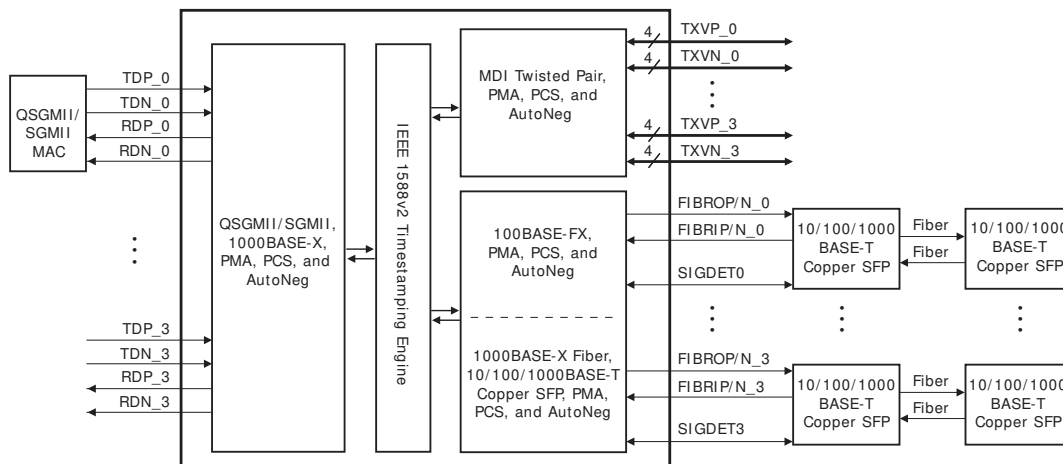 TDP_0
TDN_0
RDP_0
RDN_0
QSGMII/
SGMII
MAC
TDP_3
TDN_3
RDP_3
RDN_3
QSGMII/SGMII,
1000BASE-X,
PMA, PCS, and
AutoNeg
IEEE 1588v2 Timestamping Engine
MDI Twisted Pair,
PMA, PCS, and
AutoNeg
4 TXVP_0
4 TXVN_0
4 TXVP_3
4 TXVN_3
100BASE-FX,
PMA, PCS, and
AutoNeg
1000BASE-X Fiber,
10/100/1000BASE-T
Copper SFP, PMA,
PCS, and AutoNeg
FIBROP/N_0
FIBRIP/N_0
SIGDET0
10/100/1000
BASE-T
Copper SFP
Fiber
Fiber
10/100/1000
BASE-T
Copper SFP
FIBROP/N_3
FIBRIP/N_3
SIGDET3
10/100/1000
BASE-T
Copper SFP
Fiber
Fiber
10/100/1000
BASE-T
Copper SFP